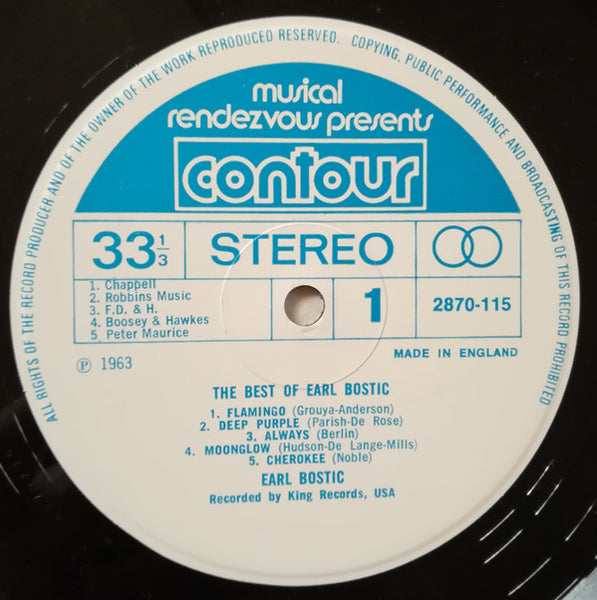 ALL RIGHTS OF THE RECORD PRODUCER AND OF THE OWNER OF THE WORK REPRODUCED RESERVED. COPYING, PUBLIC PERFORMANCE AND BROADCASTING OF THIS RECORD PROHIBITED
musical
rendezvous presents
contour
33 1/3 STEREO
1. Chappell
2. Robbins Music
3. F.D. & H.
4. Boosey & Hawkes
5. Peter Maurice
1 2870-115
MADE IN ENGLAND
℗ 1963
THE BEST OF EARL BOSTIC
1. FLAMINGO (Grouya-Anderson)
2. DEEP PURPLE (Parish-De Rose)
3. ALWAYS (Berlin)
4. MOONGLOW (Hudson-De Lange-Mills)
5. CHEROKEE (Noble)
EARL BOSTIC
Recorded by King Records, USA